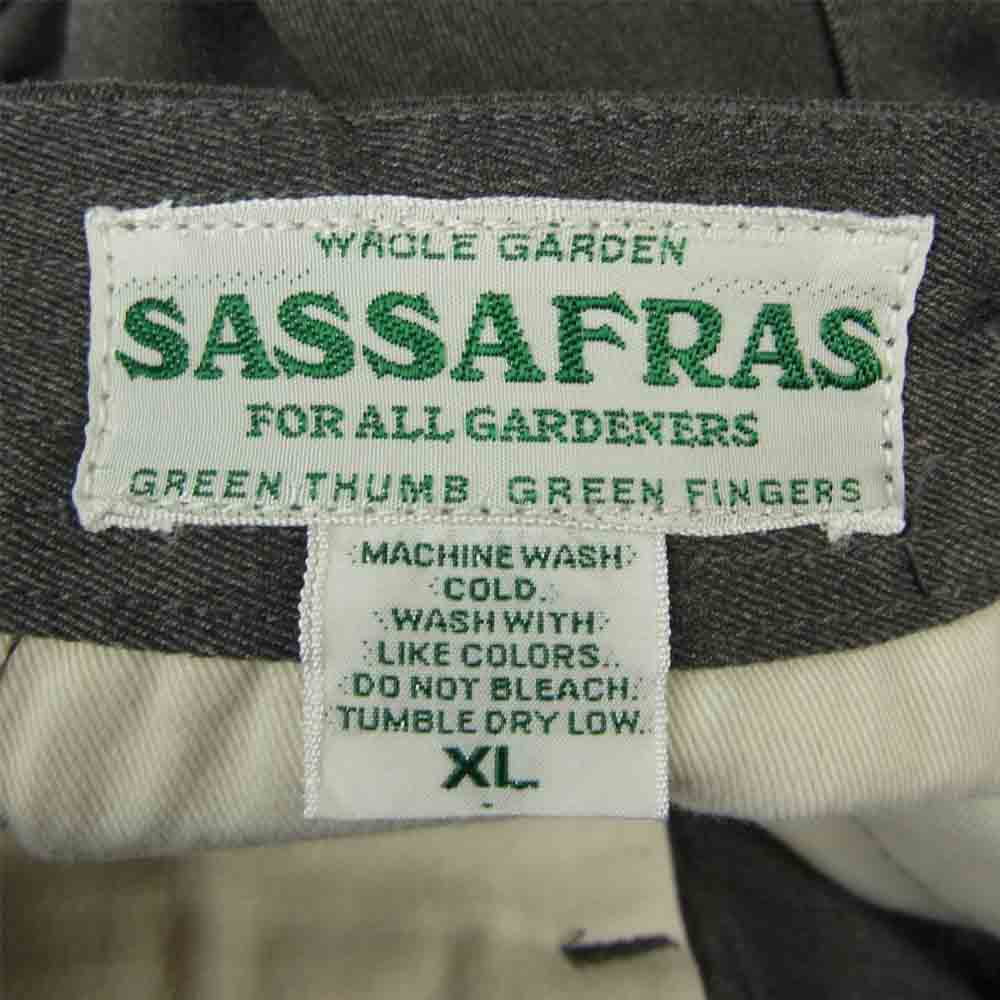 WHOLE GARDEN
SASSAFRAS
FOR ALL GARDENERS
GREEN THUMB GREEN FINGERS
MACHINE WASH
COLD.
WASH WITH
LIKE COLORS.
DO NOT BLEACH.
TUMBLE DRY LOW.
XL